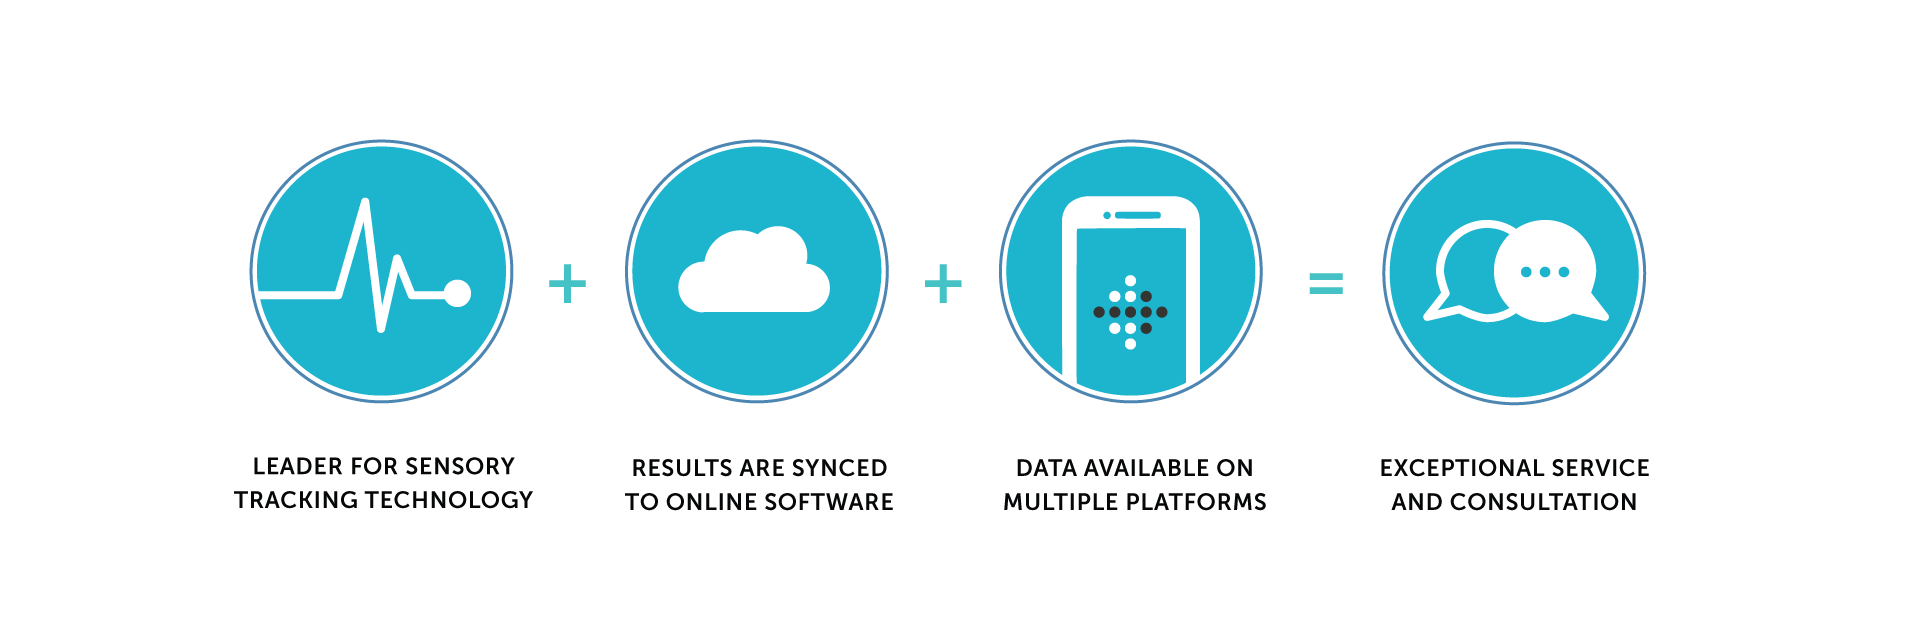 +
+
=
LEADER FOR SENSORY
TRACKING TECHNOLOGY
RESULTS ARE SYNCED
TO ONLINE SOFTWARE
DATA AVAILABLE ON
MULTIPLE PLATFORMS
EXCEPTIONAL SERVICE
AND CONSULTATION